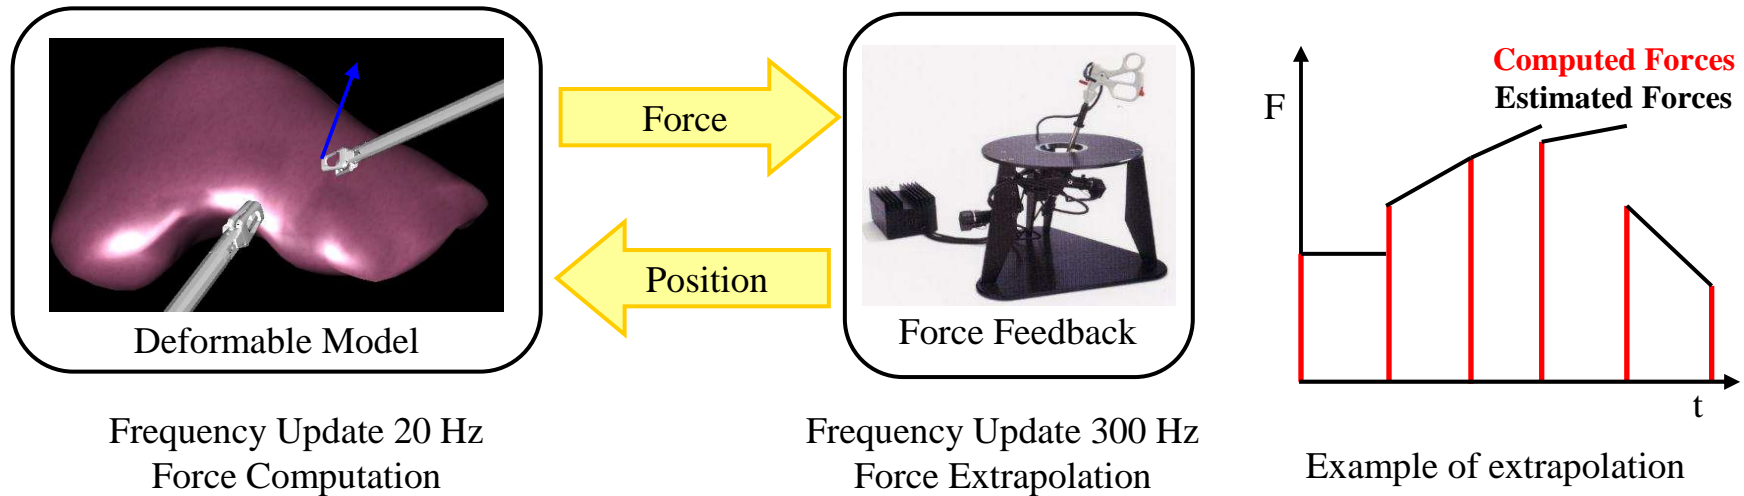 Force
Position
Deformable Model
Force Feedback
Frequency Update 20 Hz
Force Computation
Frequency Update 300 Hz
Force Extrapolation
Computed Forces
Estimated Forces
F
t
Example of extrapolation